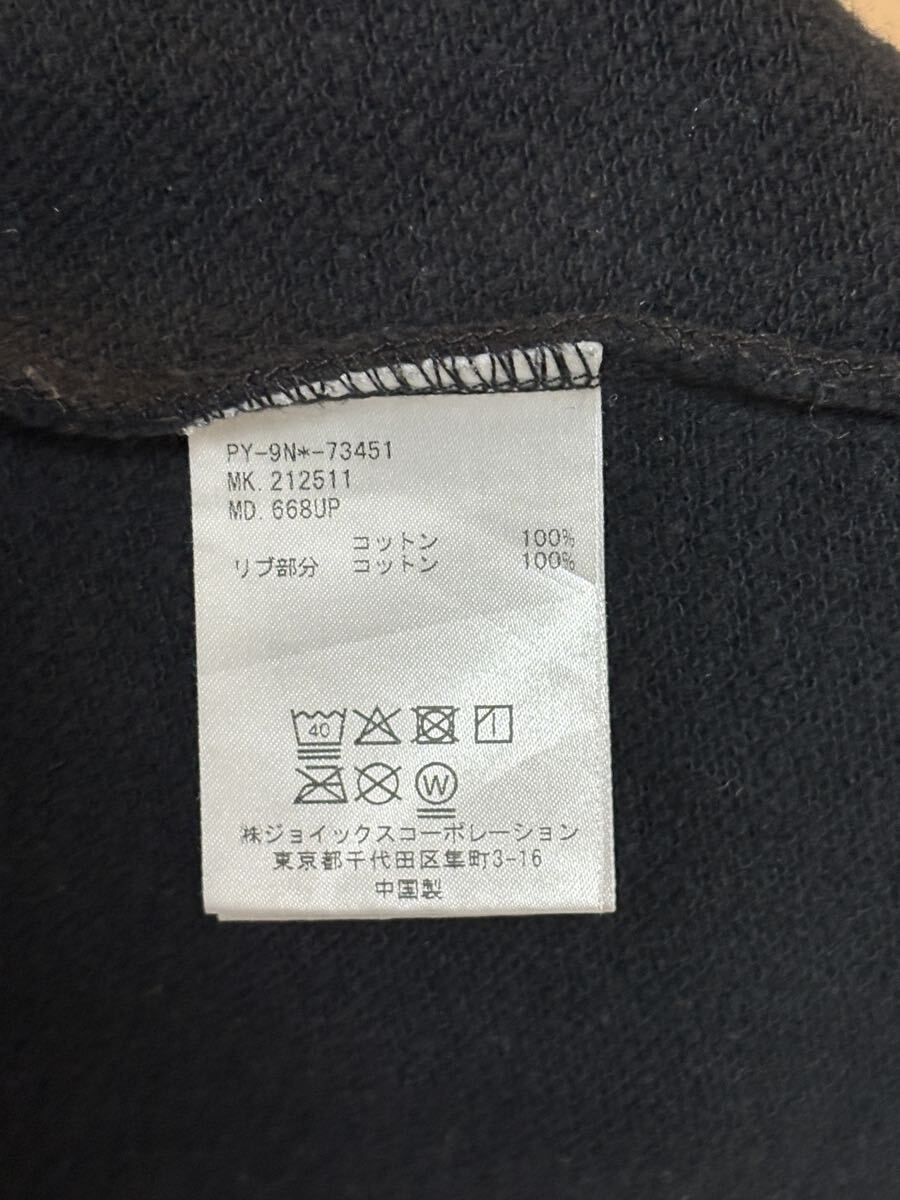 PY-9N*-73451
MK. 212511
MD. 668UP
コットン 100%
リブ部分 コットン 100%
40
W
㈱ジョイックスコーポレーション
東京都千代田区隼町3-16
中国製